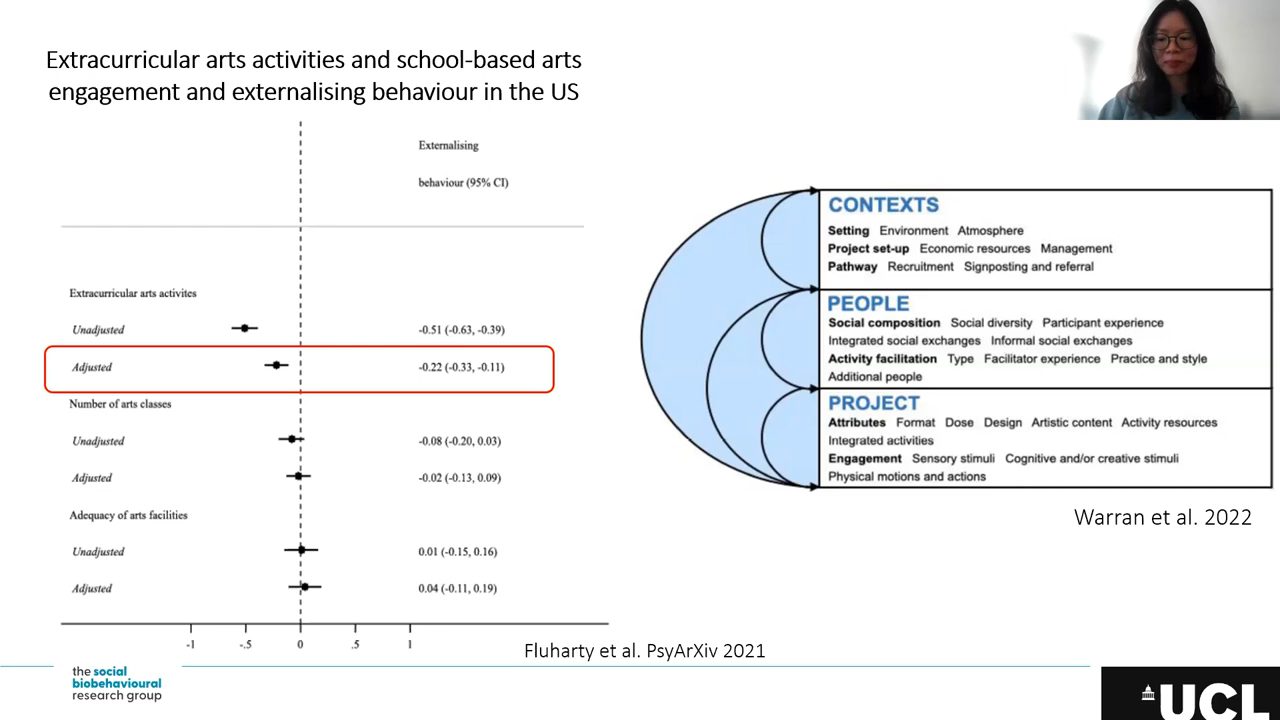 Extracurricular arts activities and school-based arts
engagement and externalising behaviour in the US
Externalising
behaviour (95% CI)
Extracurricular arts activites
Unadjusted -0.51 (-0.63, -0.39)
Adjusted -0.22 (-0.33, -0.11)
Number of arts classes
Unadjusted -0.08 (-0.20, 0.03)
Adjusted -0.02 (-0.13, 0.09)
Adequacy of arts facilities
Unadjusted 0.01 (-0.15, 0.16)
Adjusted 0.04 (-0.11, 0.19)
-1 -.5 0 .5 1
CONTEXTS
Setting Environment Atmosphere
Project set-up Economic resources Management
Pathway Recruitment Signposting and referral
PEOPLE
Social composition Social diversity Participant experience
Integrated social exchanges Informal social exchanges
Activity facilitation Type Facilitator experience Practice and style
Additional people
PROJECT
Attributes Format Dose Design Artistic content Activity resources
Integrated activities
Engagement Sensory stimuli Cognitive and/or creative stimuli
Physical motions and actions
Warran et al. 2022
Fluharty et al. PsyArXiv 2021
the social
biobehavioural
research group
UCL